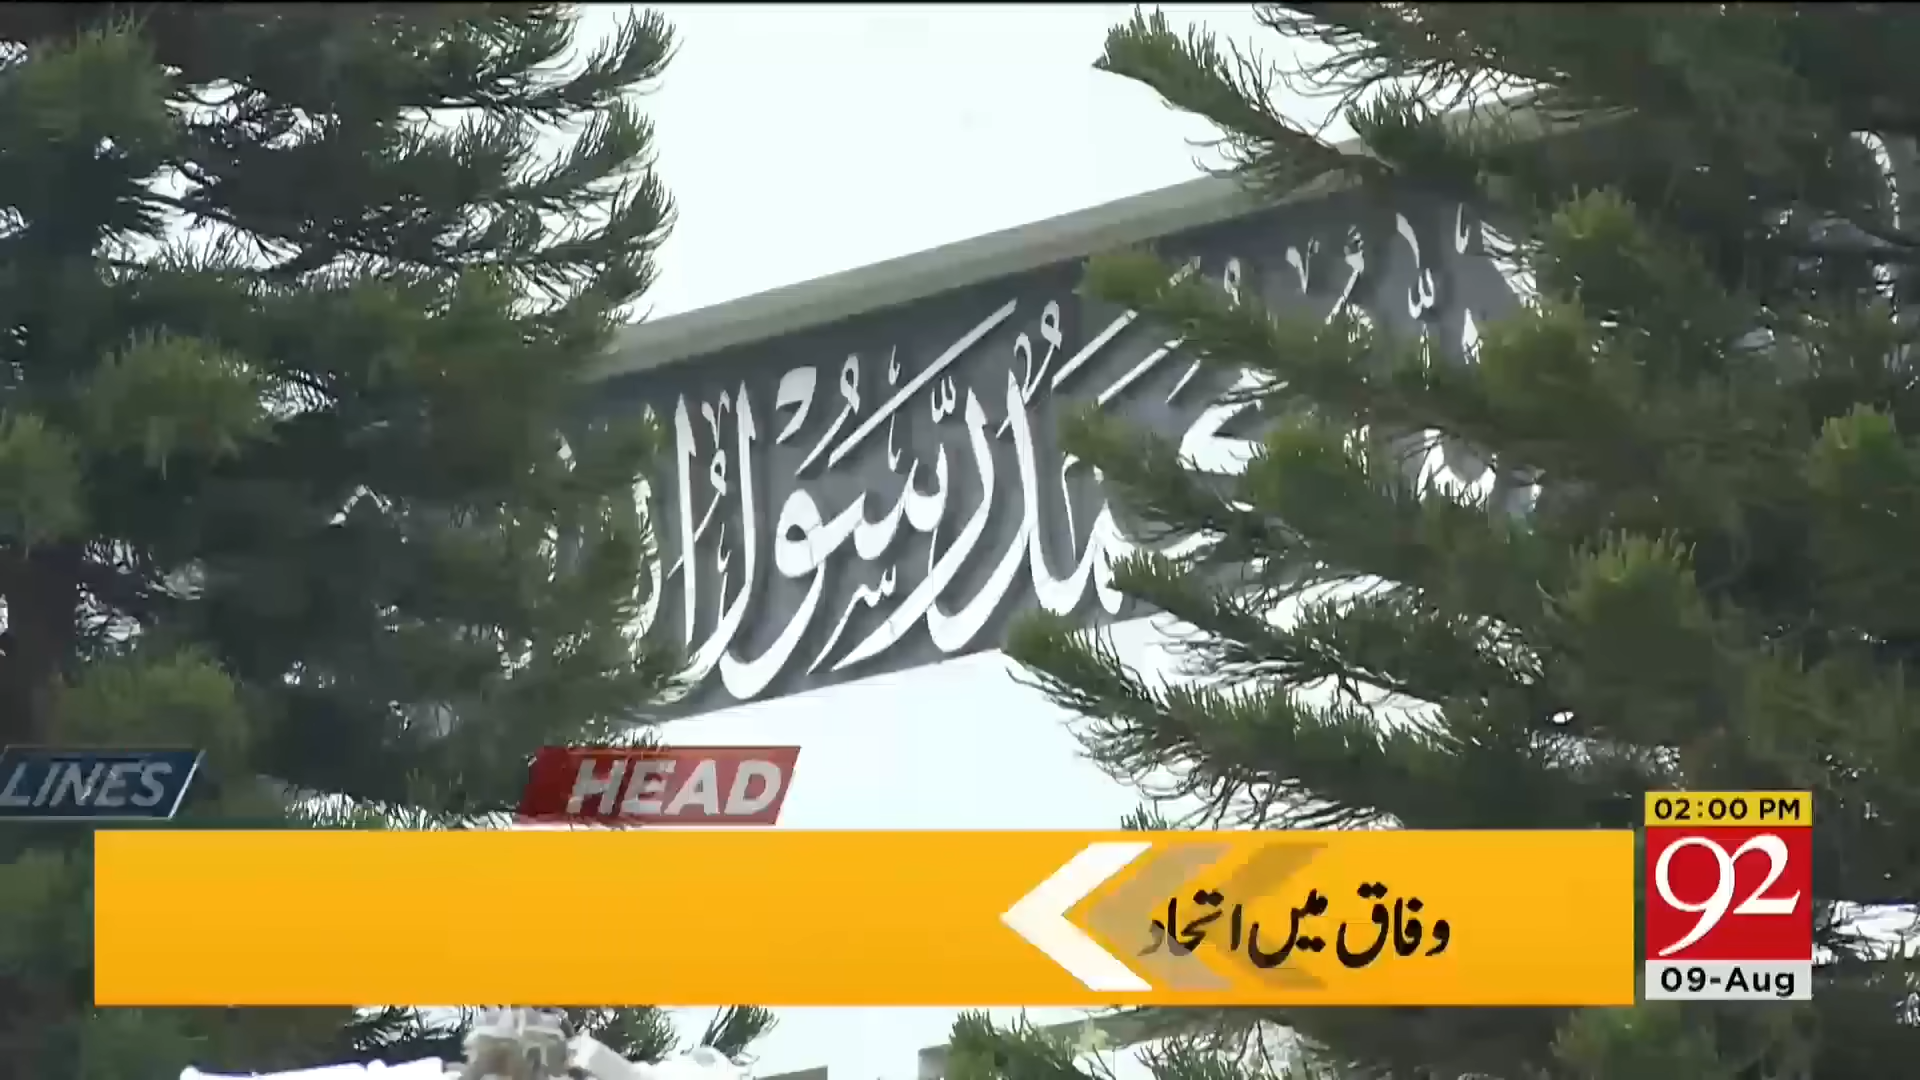 محمد رسول ا
LINES
HEAD
وفاق میں اتحاد
02:00 PM
92
09-Aug